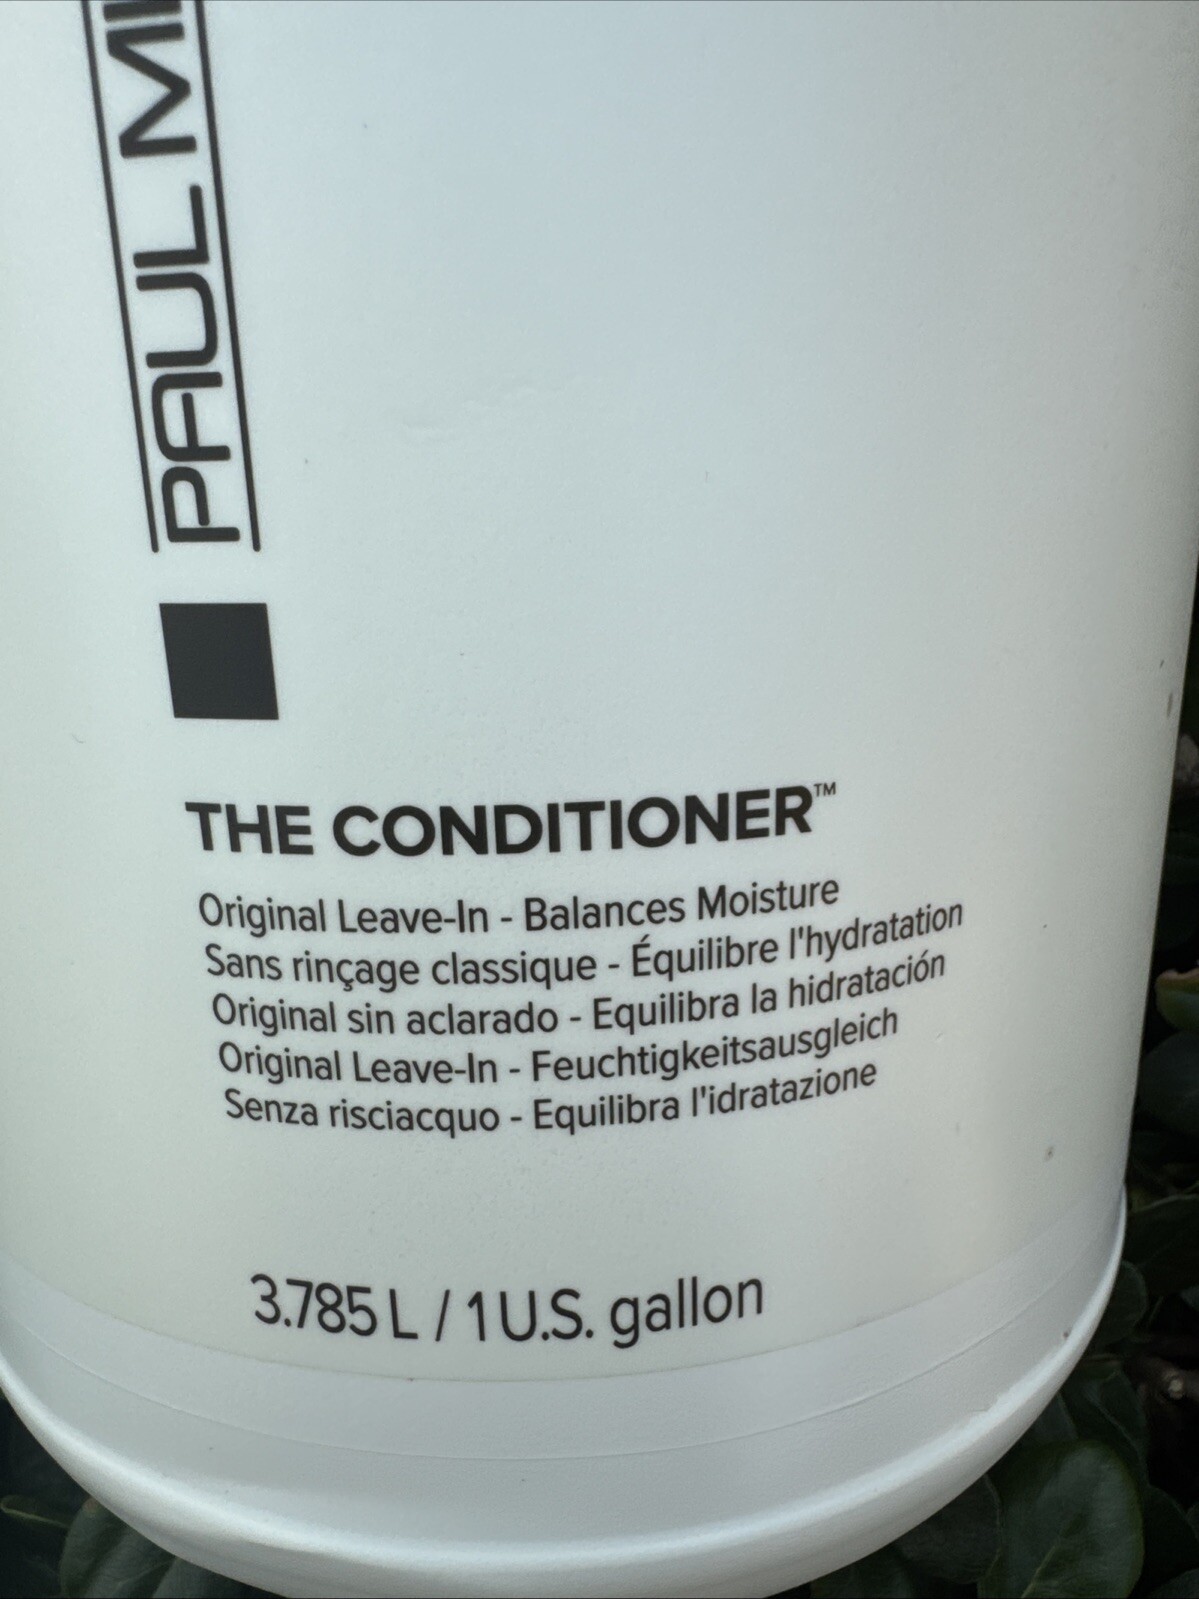 PAUL
THE CONDITIONER™
Original Leave-In - Balances Moisture
Sans rinçage classique - Équilibre l'hydratation
Original sin aclarado - Equilibra la hidratación
Original Leave-In - Feuchtigkeitsausgleich
Senza risciacquo - Equilibra l'idratazione
3.785 L / 1 U.S. gallon